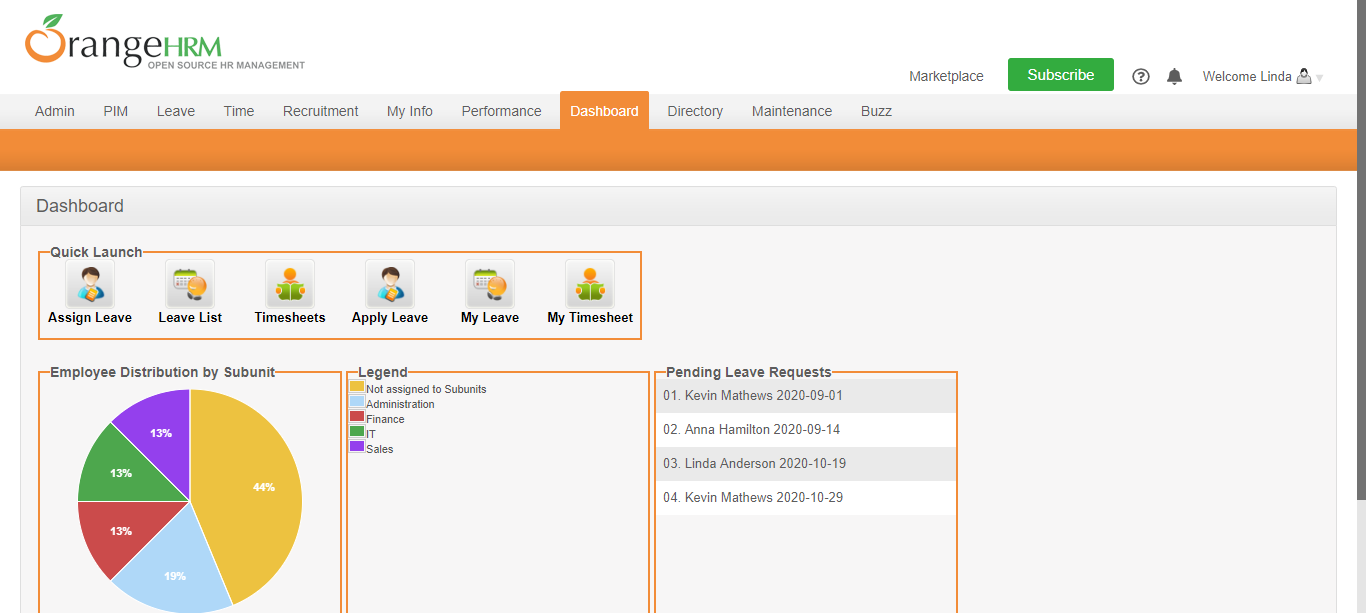 OrangeHRM
OPEN SOURCE HR MANAGEMENT
Marketplace Subscribe Welcome Linda
Admin PIM Leave Time Recruitment My Info Performance Dashboard Directory Maintenance Buzz
Dashboard
Quick Launch
Assign Leave Leave List Timesheets Apply Leave My Leave My Timesheet
Employee Distribution by Subunit
13%
44%
13%
13%
19%
Legend
Not assigned to Subunits
Administration
Finance
IT
Sales
Pending Leave Requests
01. Kevin Mathews 2020-09-01
02. Anna Hamilton 2020-09-14
03. Linda Anderson 2020-10-19
04. Kevin Mathews 2020-10-29